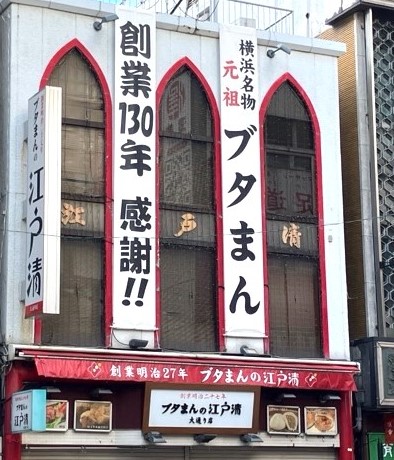 創業130年 感謝!!
横浜名物
元祖
ブタまん
ブタまんの
江戸清
江
戸
清
創業明治27年 ブタまんの江戸清
創業明治二十七年
ブタまんの江戸清
大通り店